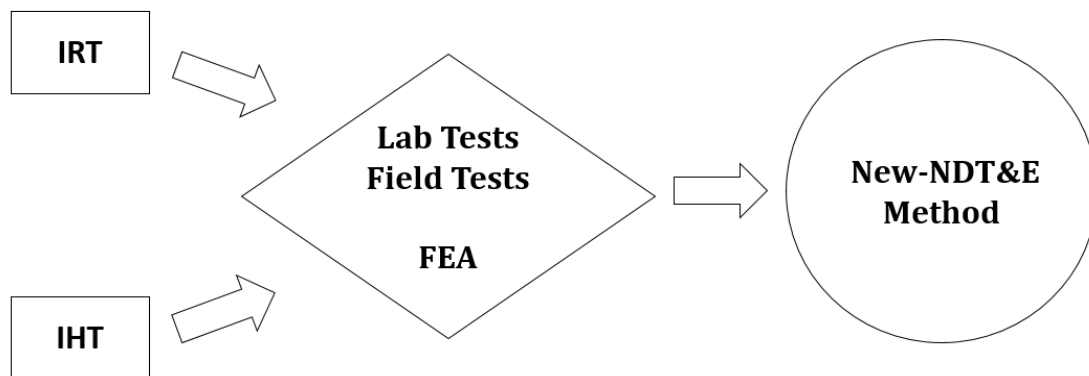 IRT
Lab Tests
Field Tests
FEA
New-NDT&E
Method
IHT